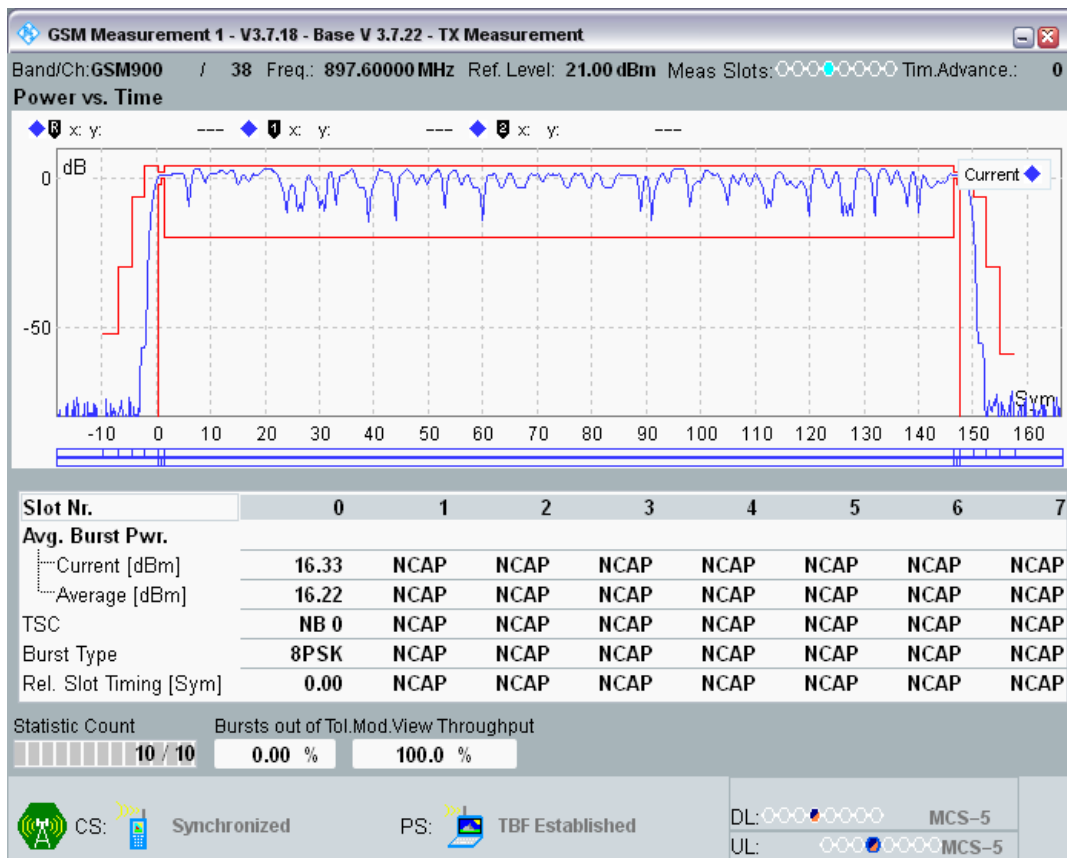 GSM Measurement 1 - V3.7.18 - Base V 3.7.22 - TX Measurement
Band/Ch:GSM900 / 38 Freq.: 897.60000 MHz Ref. Level: 21.00 dBm Meas Slots: Tim.Advance.: 0
Power vs. Time
R x: y: --- 1 x: y: --- 2 x: y: ---
dB
0
Current
-50
Sym
-10 0 10 20 30 40 50 60 70 80 90 100 110 120 130 140 150 160
Slot Nr. 0 1 2 3 4 5 6 7
Avg. Burst Pwr.
Current [dBm] 16.33 NCAP NCAP NCAP NCAP NCAP NCAP NCAP
Average [dBm] 16.22 NCAP NCAP NCAP NCAP NCAP NCAP NCAP
TSC NB 0 NCAP NCAP NCAP NCAP NCAP NCAP NCAP
Burst Type 8PSK NCAP NCAP NCAP NCAP NCAP NCAP NCAP
Rel. Slot Timing [Sym] 0.00 NCAP NCAP NCAP NCAP NCAP NCAP NCAP
Statistic Count Bursts out of Tol.Mod.View Throughput
10 / 10 0.00 % 100.0 %
CS: Synchronized PS: TBF Established
DL: MCS-5
UL: MCS-5